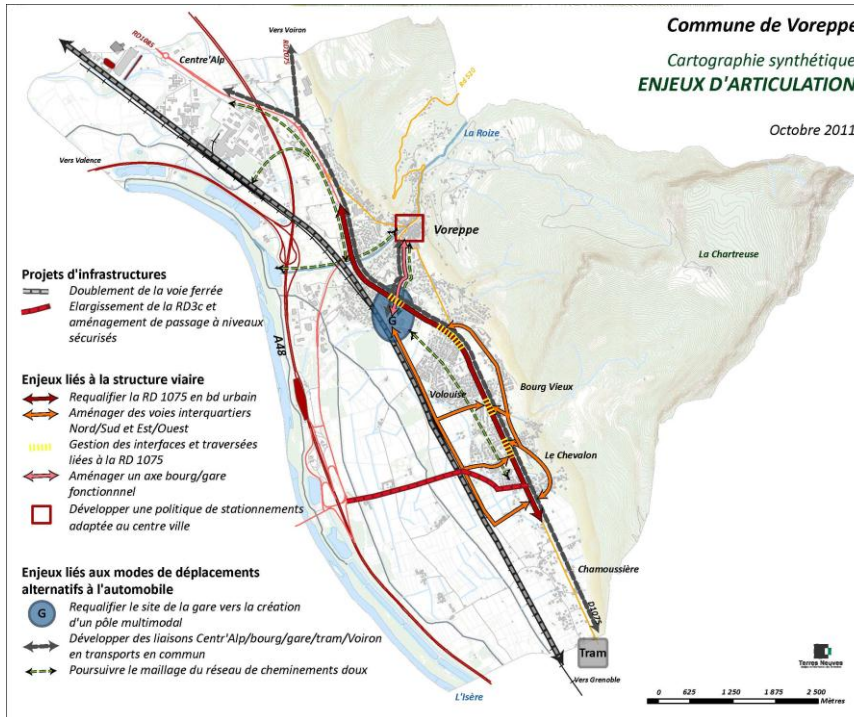 Commune de Voreppe
Cartographie synthétique
ENJEUX D'ARTICULATION
Octobre 2011
Vers Voiron
RD1085
RD1075
Centre'Alp
Rd 520
La Roize
Vers Valence
Voreppe
La Chartreuse
A48
G
Bourg Vieux
Volouise
Le Chevalon
Chamoussière
D1075
Tram
Vers Grenoble
L'Isère
Projets d'infrastructures
Doublement de la voie ferrée
Elargissement de la RD3c et
aménagement de passage à niveaux
sécurisés
Enjeux liés à la structure viaire
Requalifier la RD 1075 en bd urbain
Aménager des voies interquartiers
Nord/Sud et Est/Ouest
Gestion des interfaces et traversées
liées à la RD 1075
Aménager un axe bourg/gare
fonctionnnel
Développer une politique de stationnements
adaptée au centre ville
Enjeux liés aux modes de déplacements
alternatifs à l'automobile
G
Requalifier le site de la gare vers la création
d'un pôle multimodal
Développer des liaisons Centr'Alp/bourg/gare/tram/Voiron
en transports en commun
Poursuivre le maillage du réseau de cheminements doux
Terres Neuves
0 625 1 250 1 875 2 500
Mètres